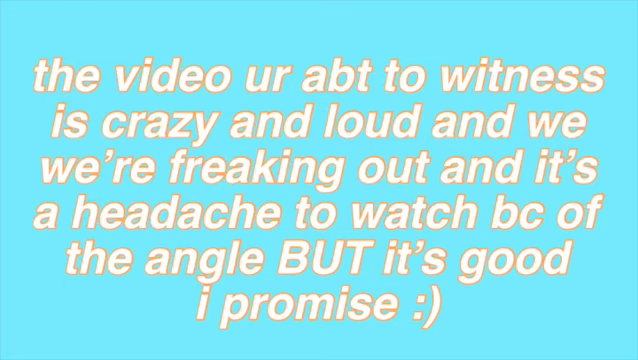 the video ur abt to witness
is crazy and loud and we
we're freaking out and it's
a headache to watch bc of
the angle BUT it's good
i promise :)